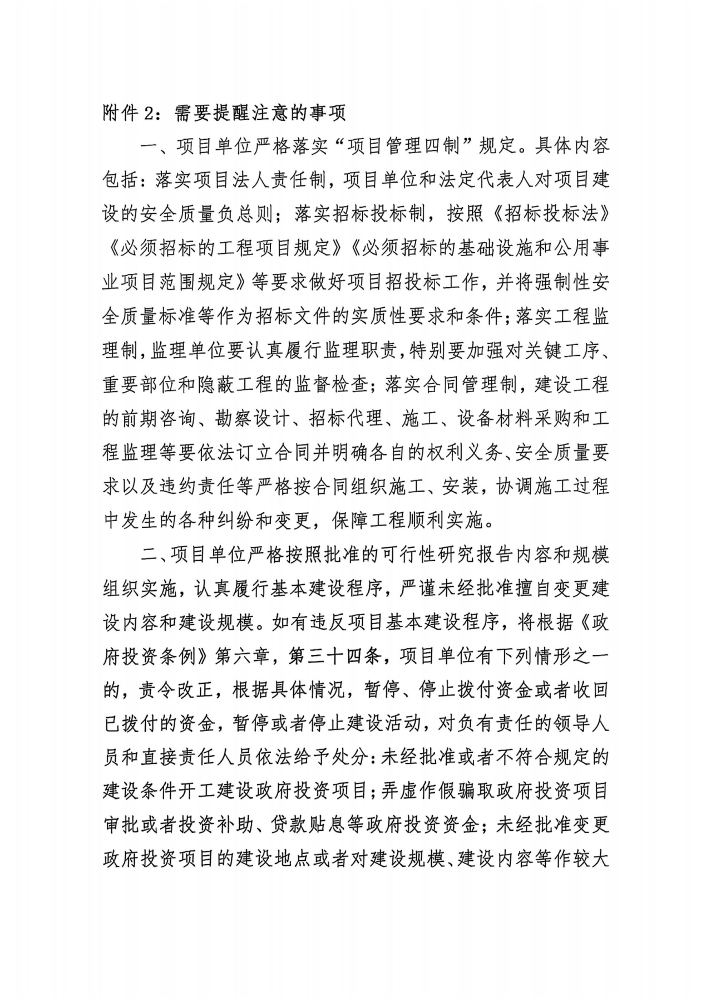 附件2：需要提醒注意的事项
一、项目单位严格落实“项目管理四制”规定。具体内容
包括：落实项目法人责任制，项目单位和法定代表人对项目建
设的安全质量负总则；落实招标投标制，按照《招标投标法》
《必须招标的工程项目规定》《必须招标的基础设施和公用事
业项目范围规定》等要求做好项目招投标工作，并将强制性安
全质量标准等作为招标文件的实质性要求和条件；落实工程监
理制，监理单位要认真履行监理职责，特别要加强对关键工序、
重要部位和隐蔽工程的监督检查；落实合同管理制，建设工程
的前期咨询、勘察设计、招标代理、施工、设备材料采购和工
程监理等要依法订立合同并明确各自的权利义务、安全质量要
求以及违约责任等严格按合同组织施工、安装，协调施工过程
中发生的各种纠纷和变更，保障工程顺利实施。
二、项目单位严格按照批准的可行性研究报告内容和规模
组织实施，认真履行基本建设程序，严谨未经批准擅自变更建
设内容和建设规模。如有违反项目基本建设程序，将根据《政
府投资条例》第六章，第三十四条，项目单位有下列情形之一
的，责令改正，根据具体情况，暂停、停止拨付资金或者收回
已拨付的资金，暂停或者停止建设活动，对负有责任的领导人
员和直接责任人员依法给予处分：未经批准或者不符合规定的
建设条件开工建设政府投资项目；弄虚作假骗取政府投资项目
审批或者投资补助、贷款贴息等政府投资资金；未经批准变更
政府投资项目的建设地点或者对建设规模、建设内容等作较大